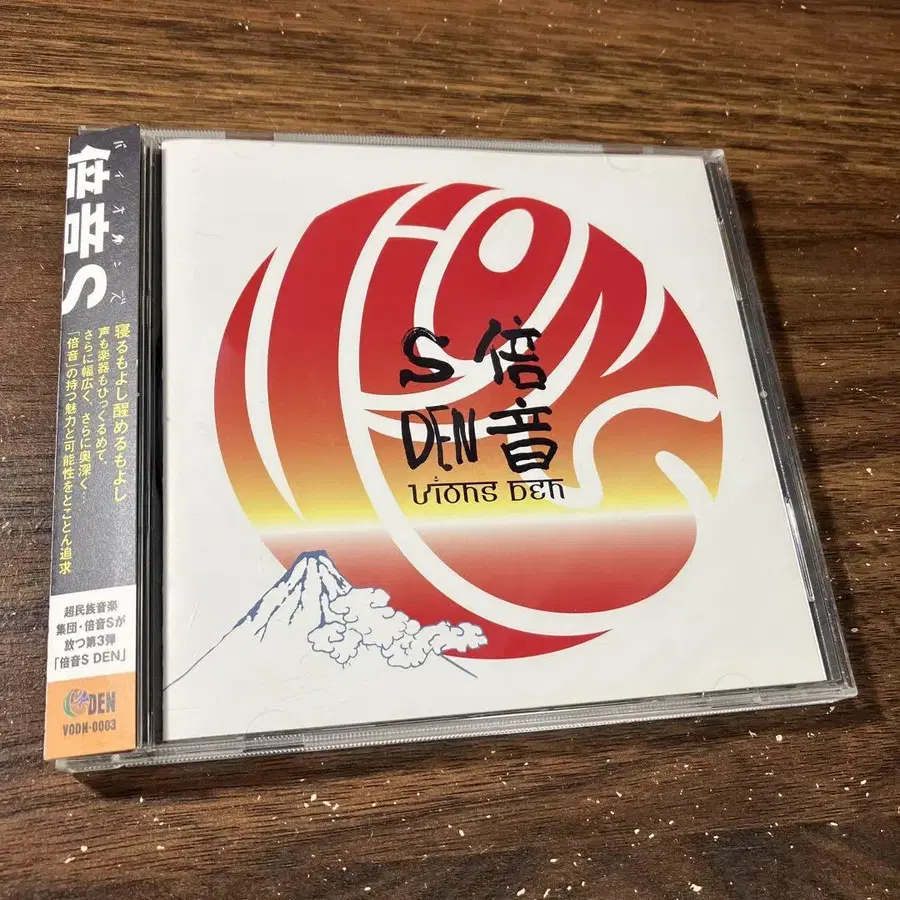 倍音S
バイオンズ
寝るもよし醒めるもよし
声も楽器もひっくるめて、
さらに幅広く、さらに奥深く…
「倍音」の持つ魅力と可能性をとことん追求
超民族音楽
集団・倍音Sが
放つ第3弾
「倍音S DEN」
DEN
VODN-0003
ViONS
倍音
S
DEN
Vions Den